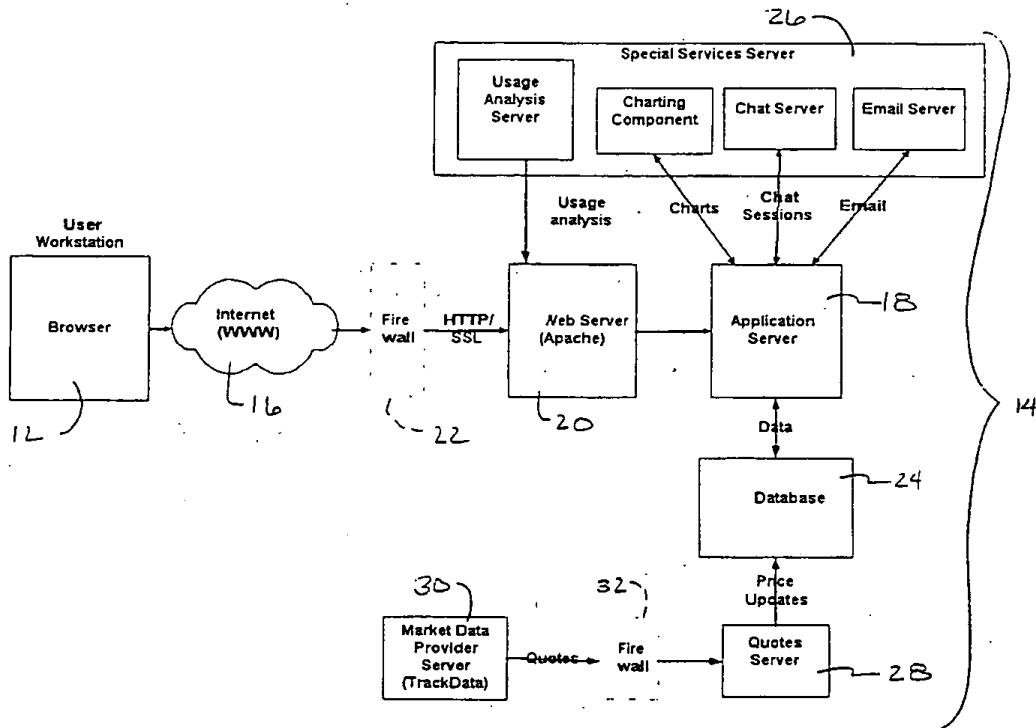 26
Special Services Server
Usage
Analysis
Server
Charting
Component
Chat Server
Email Server
Usage
analysis
Charts
Chat
Sessions
Email
User
Workstation
Browser
Internet
(WWW)
Fire
wall
HTTP/
SSL
Web Server
(Apache)
Application
Server
18
12
16
22
20
14
Data
Database
24
Price
Updates
30
32
Market Data
Provider
Server
(TrackData)
Quotes
Fire
wall
Quotes
Server
28